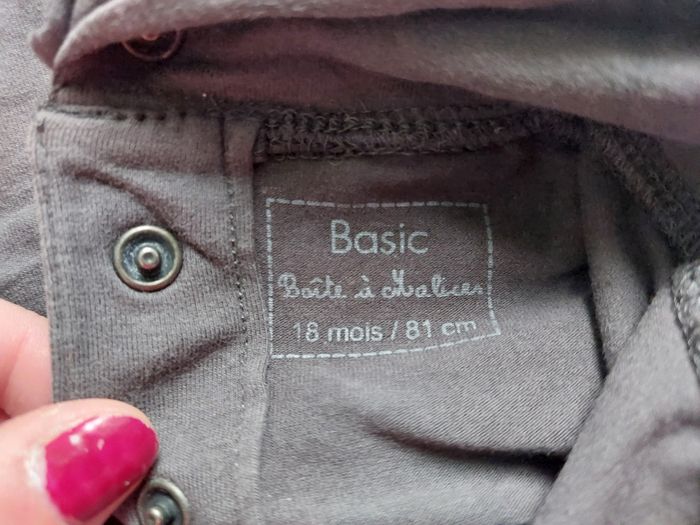 Basic
Boîte à Malices
18 mois / 81 cm